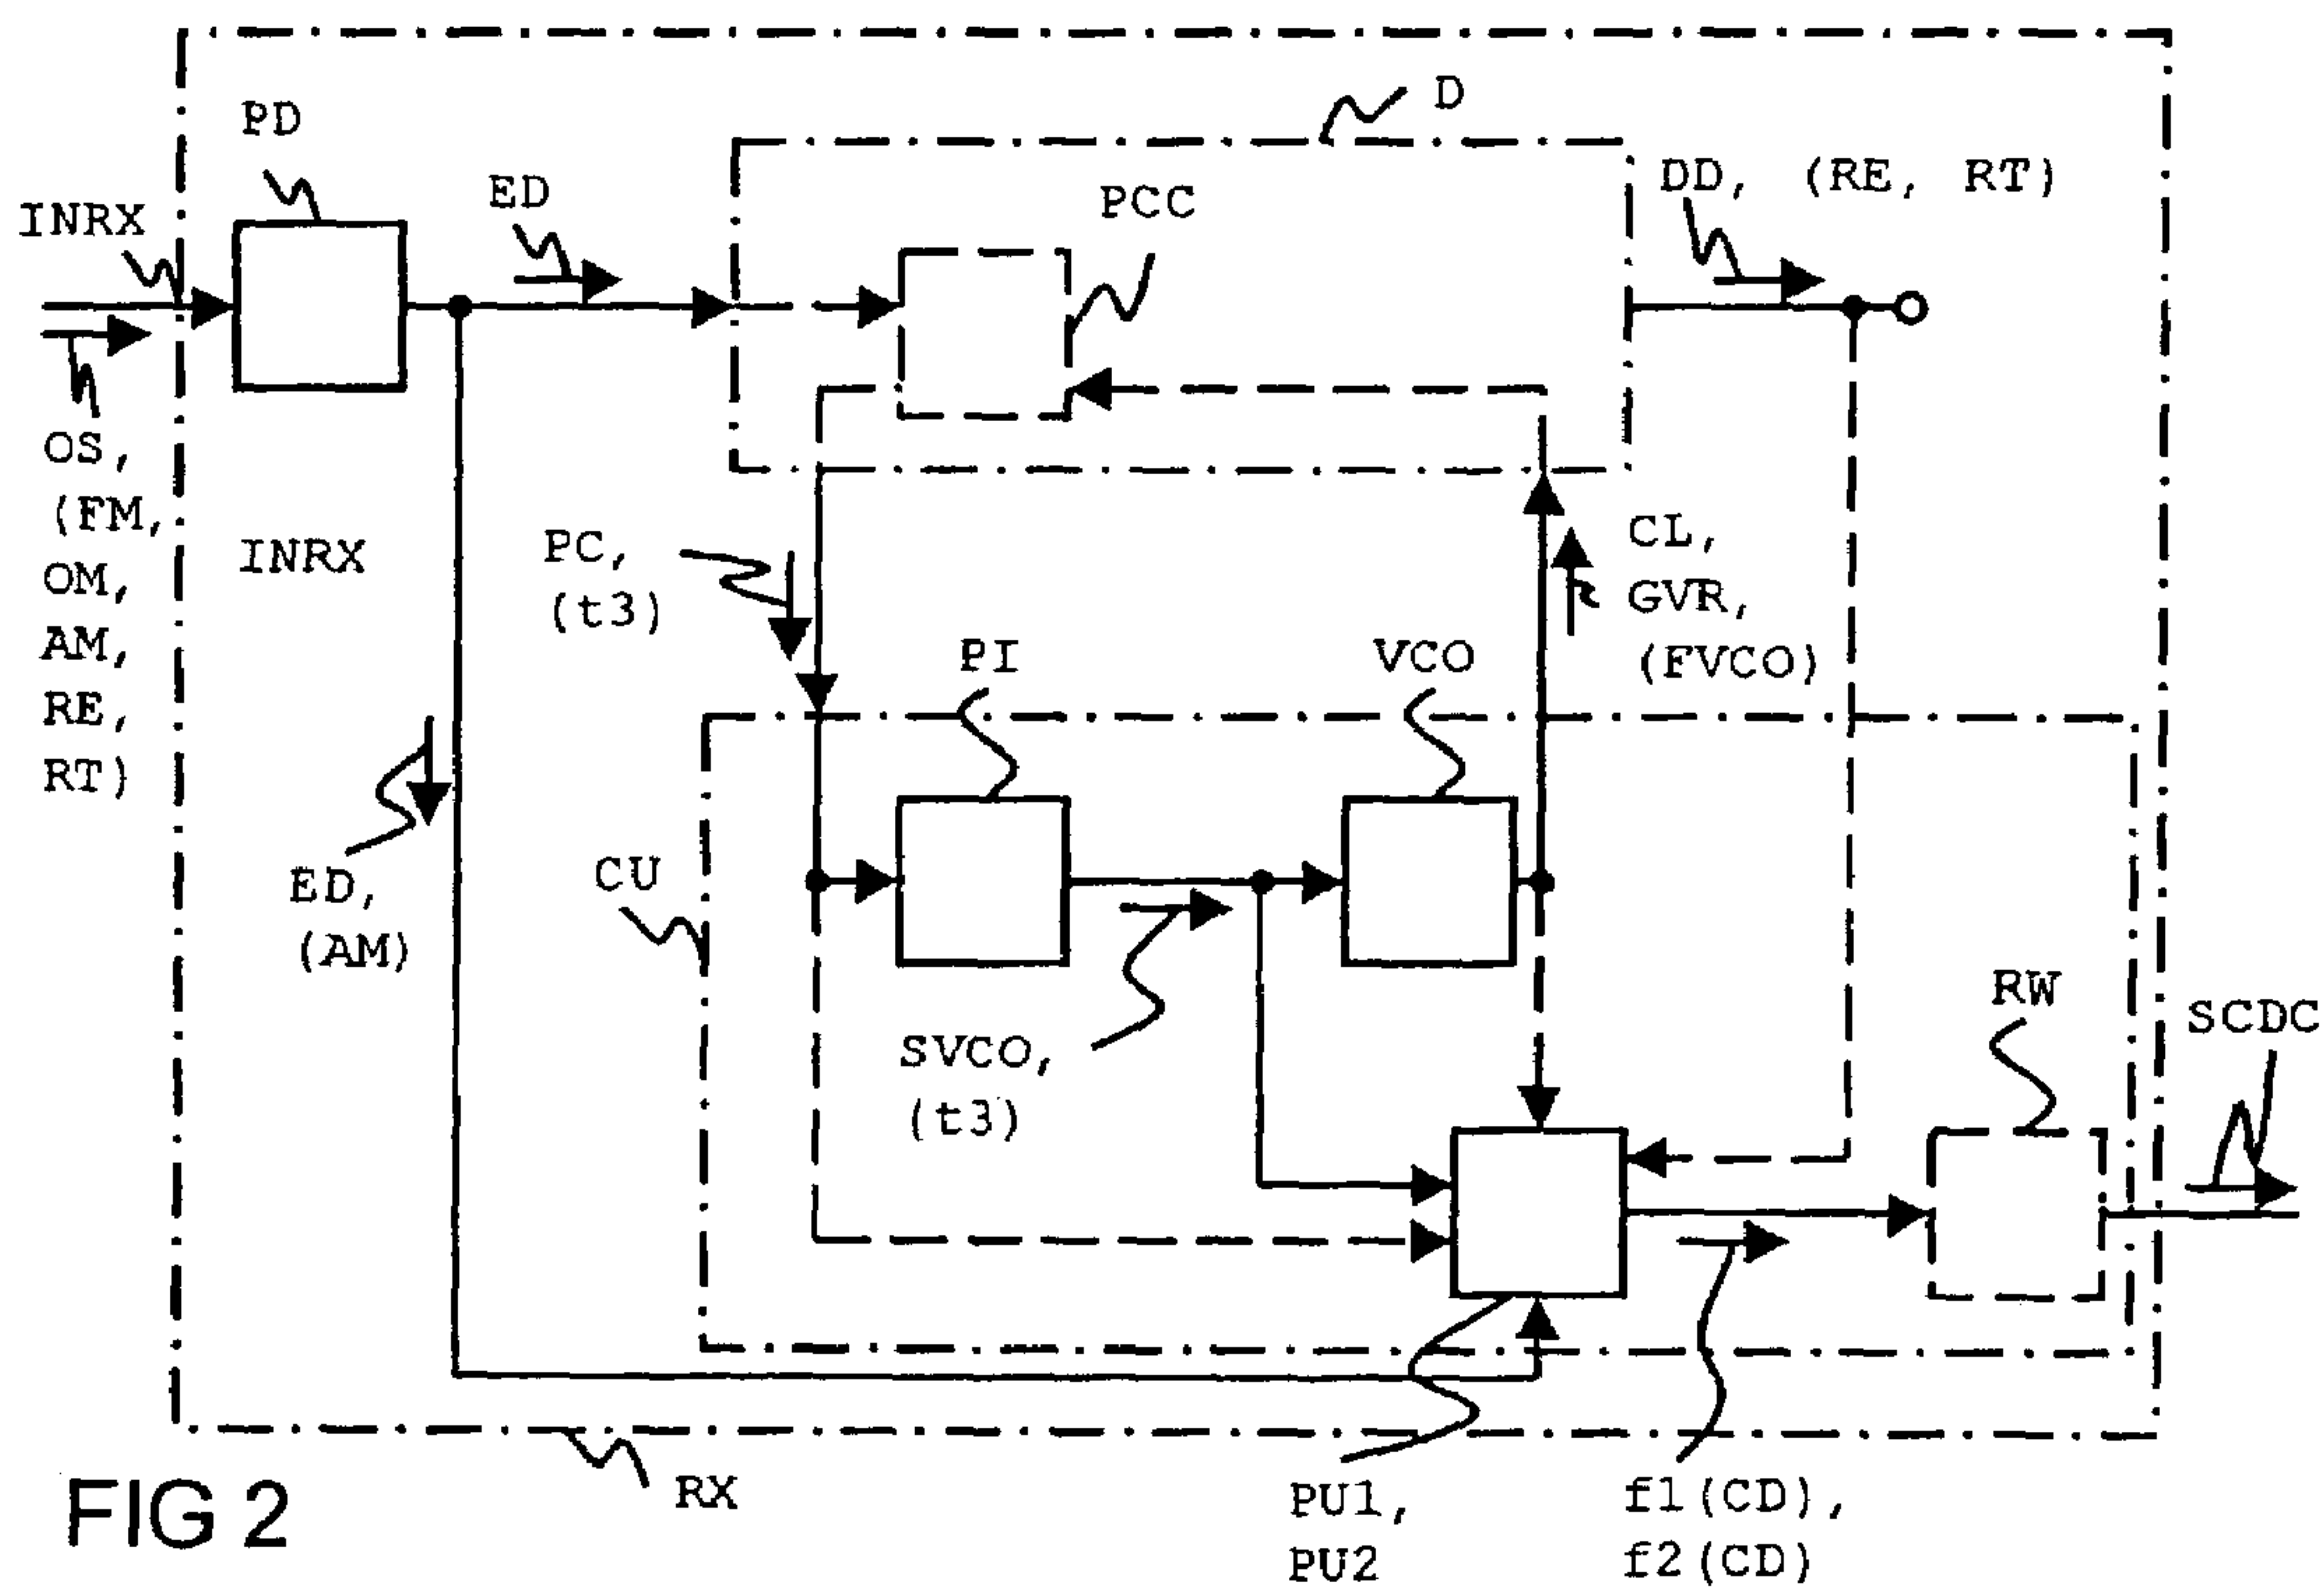 D
PD
ED
PCC
DD, (RE, RT)
INRX
OS,
(FM,
OM,
AM,
RE,
RT)
INRX
PC,
(t3)
CL,
GVR,
(FVCO)
PI
VCO
ED,
(AM)
CU
SVCO,
(t3)
RW
SCDC
RX
PU1,
PU2
f1(CD),
f2(CD)
FIG 2